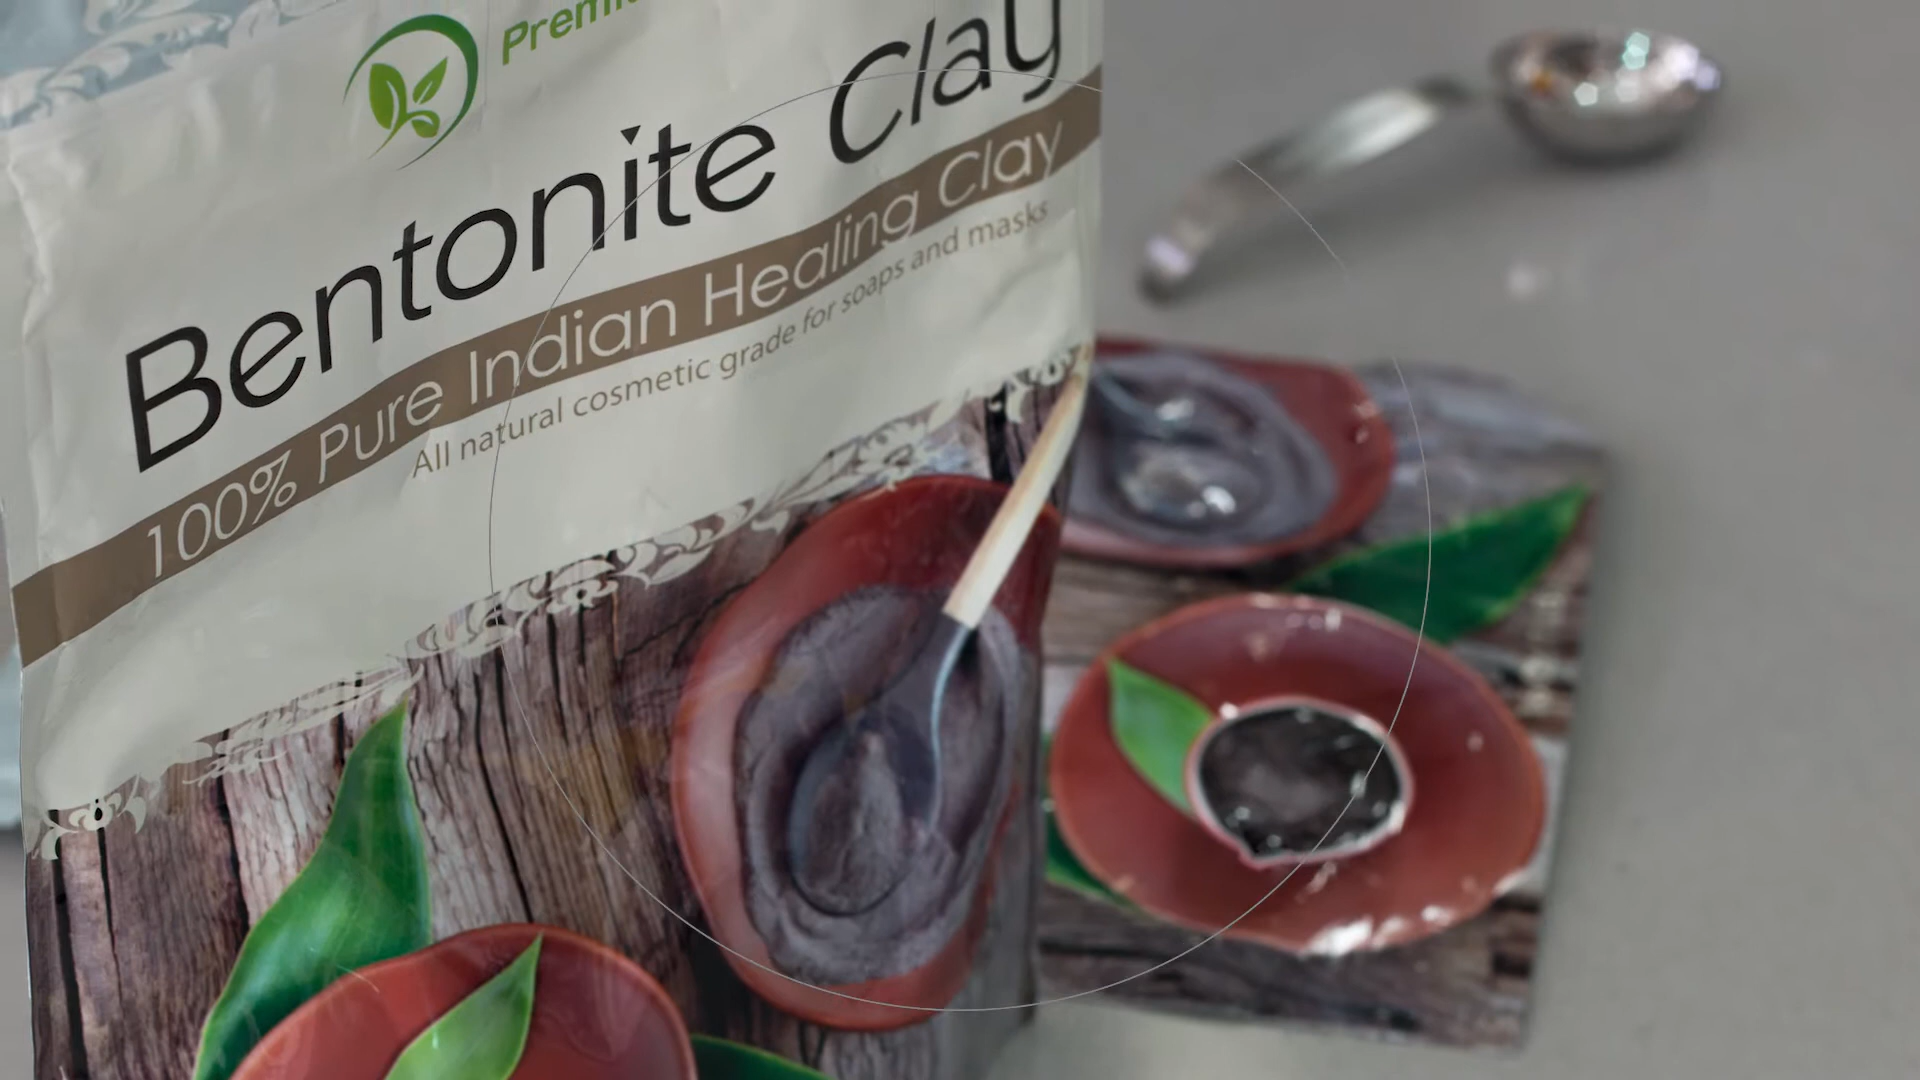 Bentonite Clay
100% Pure Indian Healing Clay
All natural cosmetic grade for soaps and masks